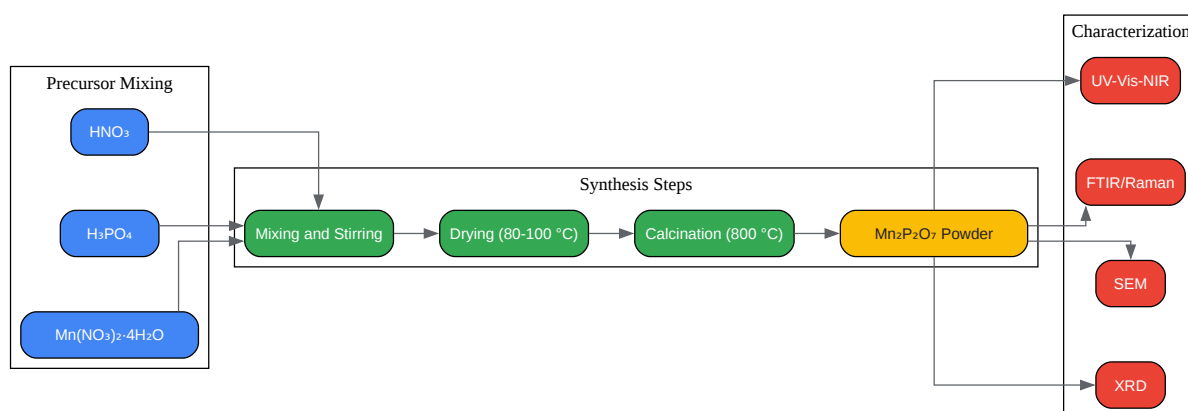 Precursor Mixing
HNO₃
H₃PO₄
Mn(NO₃)₂·4H₂O
Synthesis Steps
Mixing and Stirring
Drying (80-100 °C)
Calcination (800 °C)
Mn₂P₂O₇ Powder
Characterization
UV-Vis-NIR
FTIR/Raman
SEM
XRD